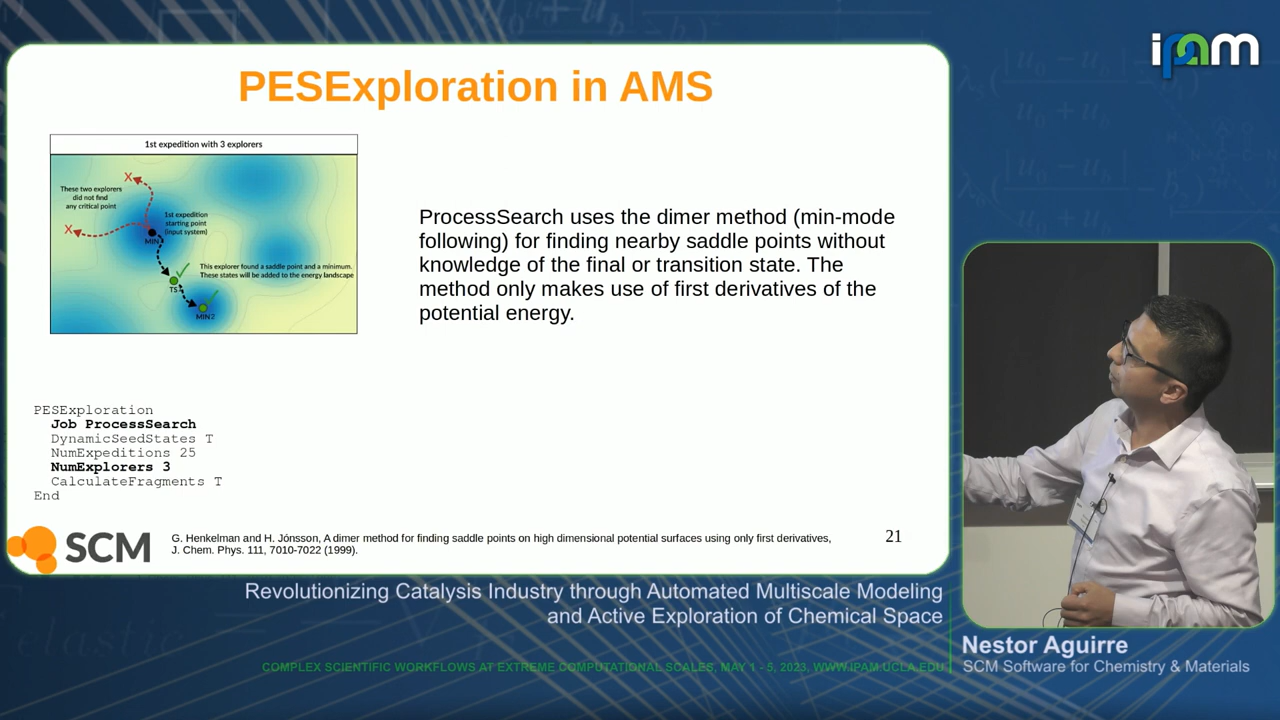 ipam
PESExploration in AMS
1st expedition with 3 explorers
These two explorers
did not find
any critical point
X
X
1st expedition
starting point
(input system)
MIN
This explorer found a saddle point and a minimum.
These states will be added to the energy landscape
TS
MIN2
ProcessSearch uses the dimer method (min-mode
following) for finding nearby saddle points without
knowledge of the final or transition state. The
method only makes use of first derivatives of the
potential energy.
PESExploration
Job ProcessSearch
DynamicSeedStates T
NumExpeditions 25
NumExplorers 3
CalculateFragments T
End
SCM
G. Henkelman and H. Jónsson, A dimer method for finding saddle points on high dimensional potential surfaces using only first derivatives,
J. Chem. Phys. 111, 7010-7022 (1999).
21
Revolutionizing Catalysis Industry through Automated Multiscale Modeling
and Active Exploration of Chemical Space
COMPLEX SCIENTIFIC WORKFLOWS AT EXTREME COMPUTATIONAL SCALES, MAY 1 - 5, 2023, WWW.IPAM.UCLA.EDU
Nestor Aguirre
SCM Software for Chemistry & Materials